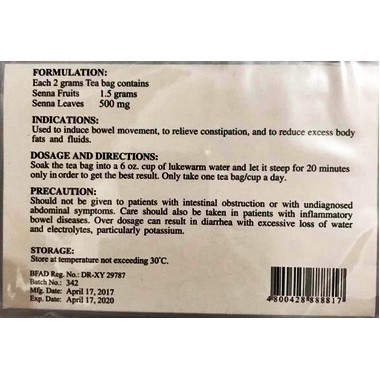 FORMULATION:
Each 2 grams Tea bag contains
Senna Fruits 1.5 grams
Senna Leaves 500 mg
INDICATIONS:
Used to induce bowel movement, to relieve constipation, and to reduce excess body
fats and fluids.
DOSAGE AND DIRECTIONS:
Soak the tea bag into a 6 oz. cup of lukewarm water and let it steep for 20 minutes
only in order to get the best result. Only take one tea bag/cup a day.
PRECAUTION:
Should not be given to patients with intestinal obstruction or with undiagnosed
abdominal symptoms. Care should also be taken in patients with inflammatory
bowel diseases. Over dosage can result in diarrhea with excessive loss of water
and electrolytes, particularly potassium.
STORAGE:
Store at temperature not exceeding 30°C.
BFAD Reg. No.: DR-XY 29787
Batch No.: 342
Mfg. Date: April 17, 2017
Exp. Date: April 17, 2020
4 800428 888817